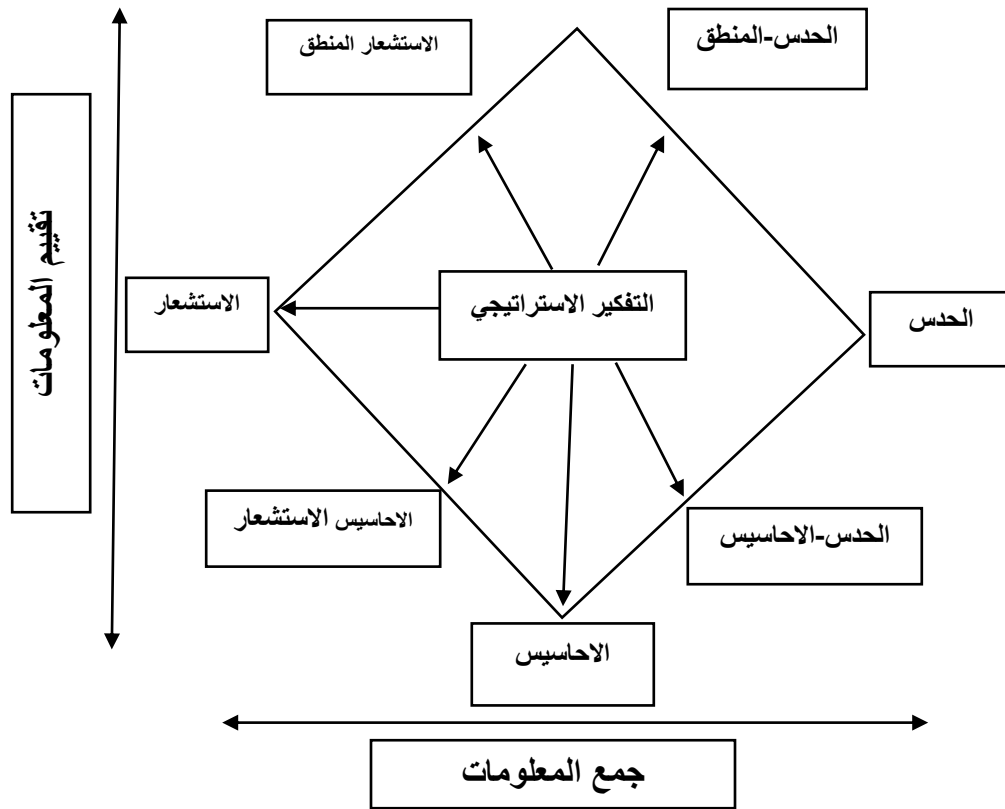 الحدس-المنطق
الاستشعار المنطق
تقييم المعلومات
التفكير الاستراتيجي
الحدس
الاستشعار
الحدس-الاحاسيس
الاحاسيس الاستشعار
الاحاسيس
جمع المعلومات